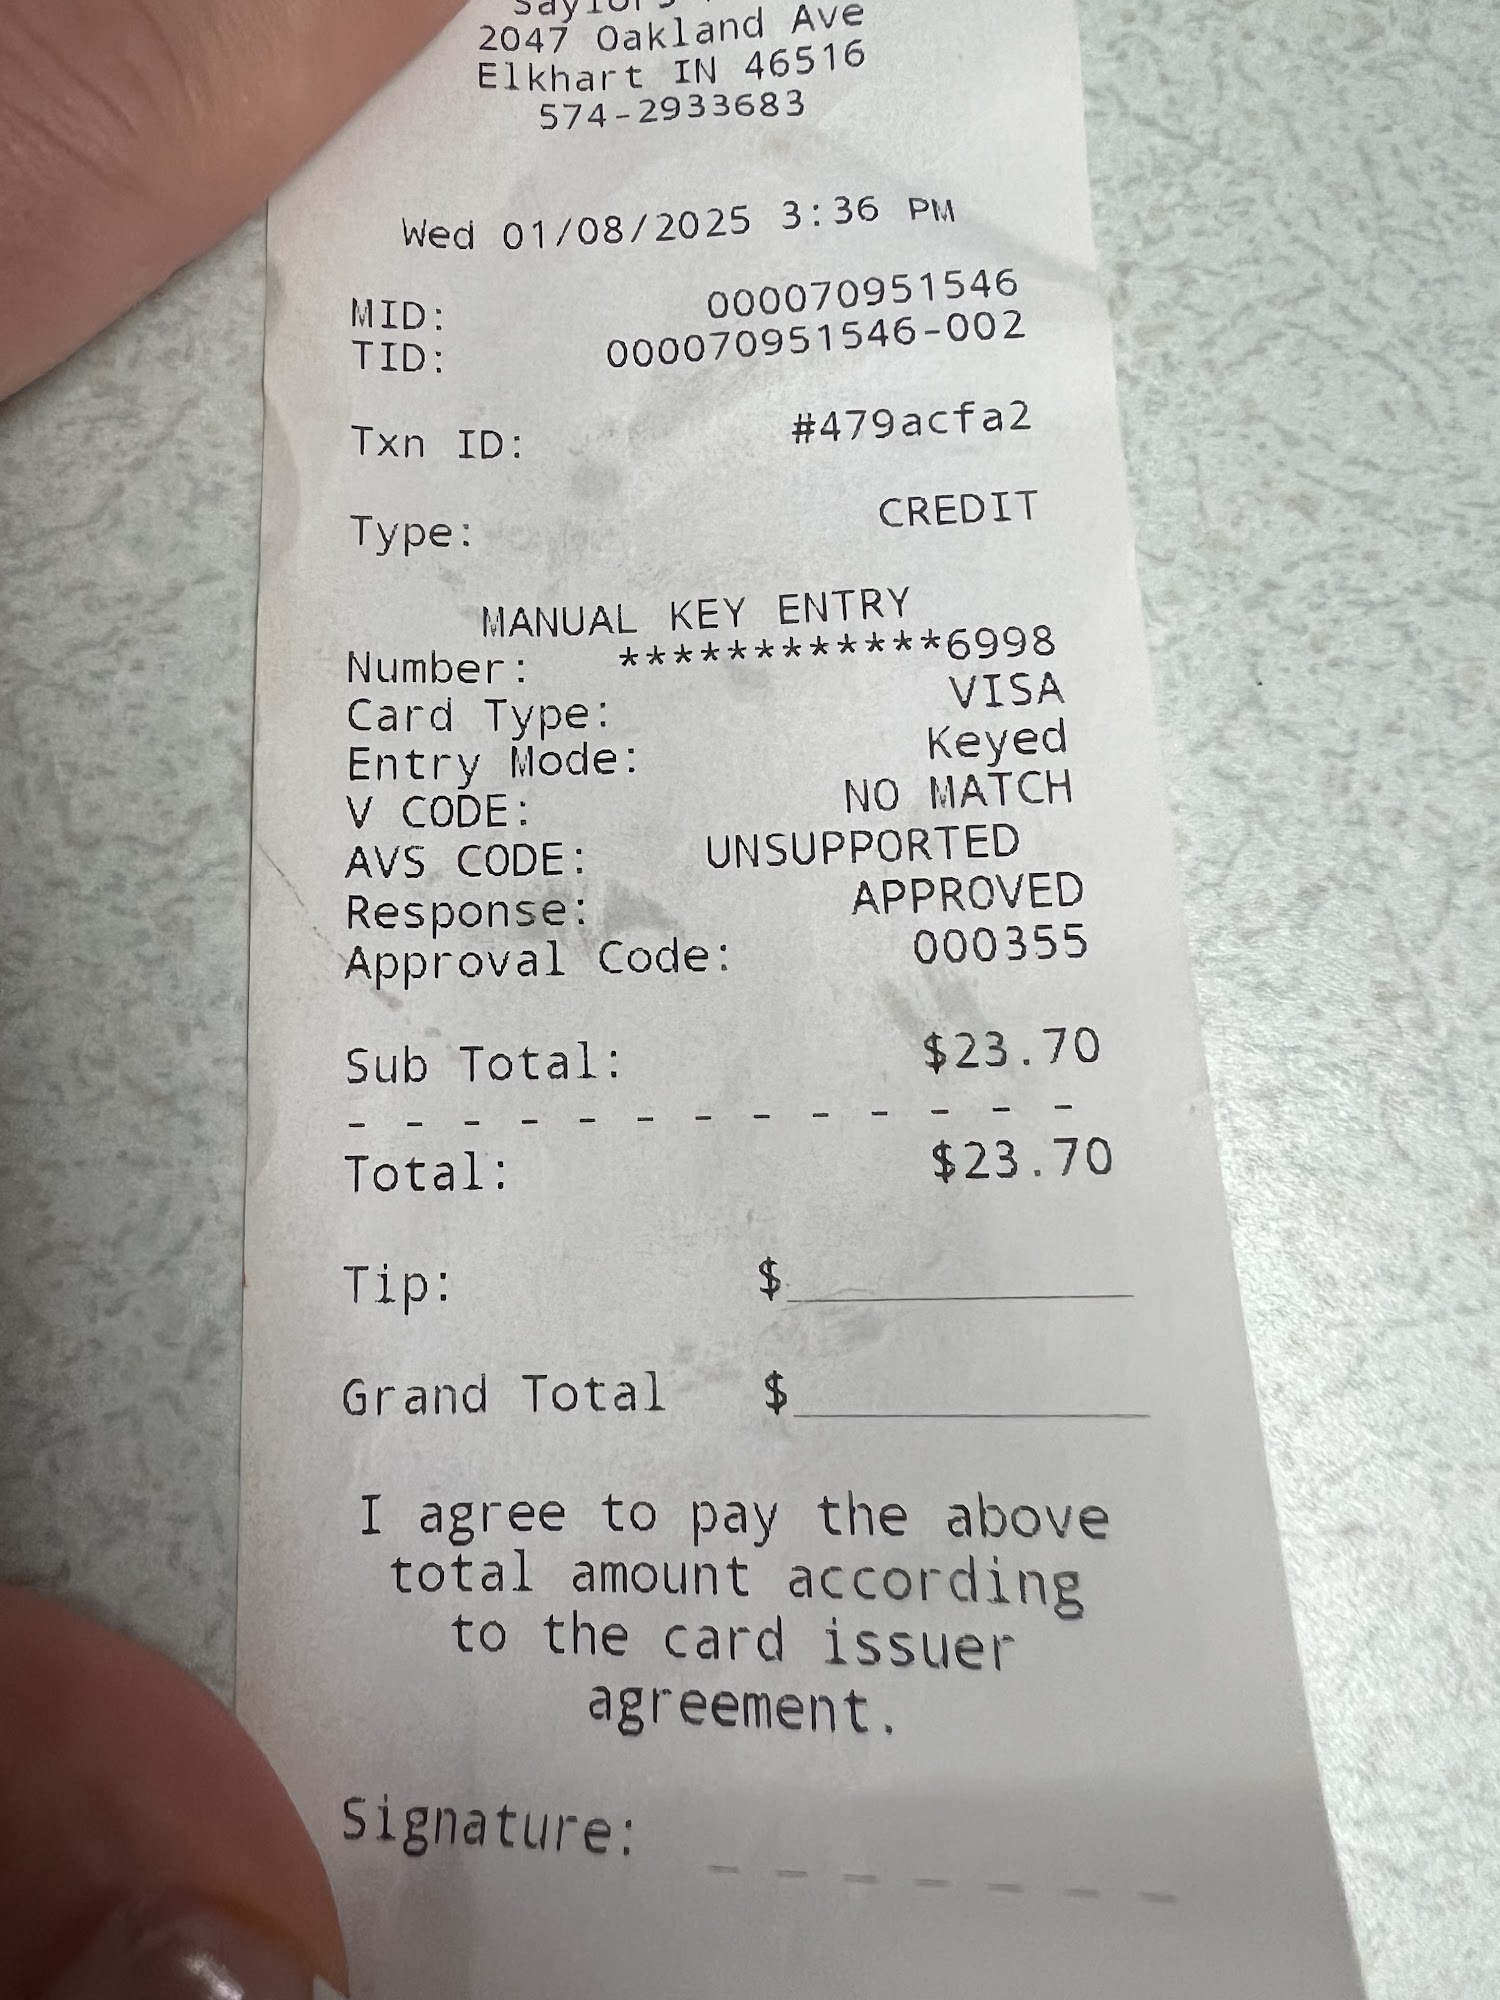 Saylors
2047 Oakland Ave
Elkhart IN 46516
574-2933683
Wed 01/08/2025 3:36 PM
MID: 000070951546
TID: 000070951546-002
Txn ID: #479acfa2
Type: CREDIT
MANUAL KEY ENTRY
Number: ************6998
Card Type: VISA
Entry Mode: Keyed
V CODE: NO MATCH
AVS CODE: UNSUPPORTED
Response: APPROVED
Approval Code: 000355
Sub Total: $23.70
- - - - - - - - - - - - -
Total: $23.70
Tip: $____________
Grand Total $____________
I agree to pay the above
total amount according
to the card issuer
agreement.
Signature: _ _ _ _ _ _ _